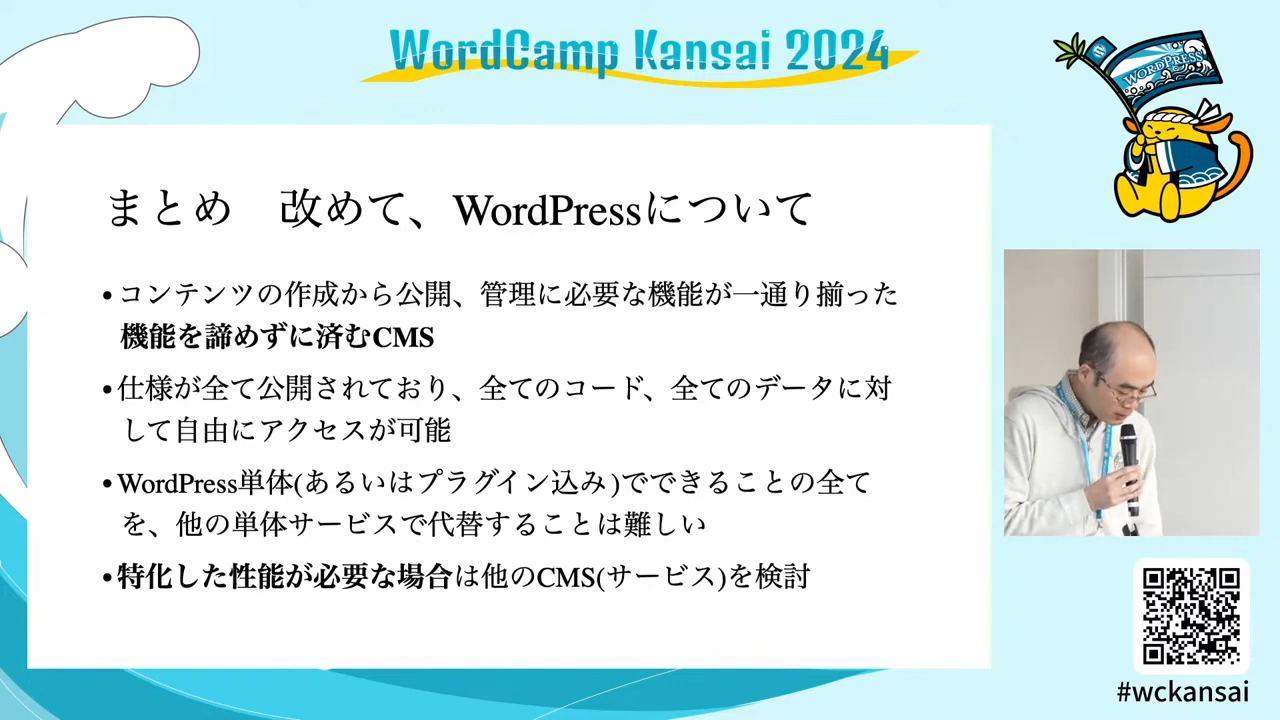 WordCamp Kansai 2024
WORDPRESS
まとめ　改めて、WordPressについて
•コンテンツの作成から公開、管理に必要な機能が一通り揃った
機能を諦めずに済むCMS
•仕様が全て公開されており、全てのコード、全てのデータに対
して自由にアクセスが可能
•WordPress単体(あるいはプラグイン込み)でできることの全て
を、他の単体サービスで代替することは難しい
•特化した性能が必要な場合は他のCMS(サービス)を検討
#wckansai